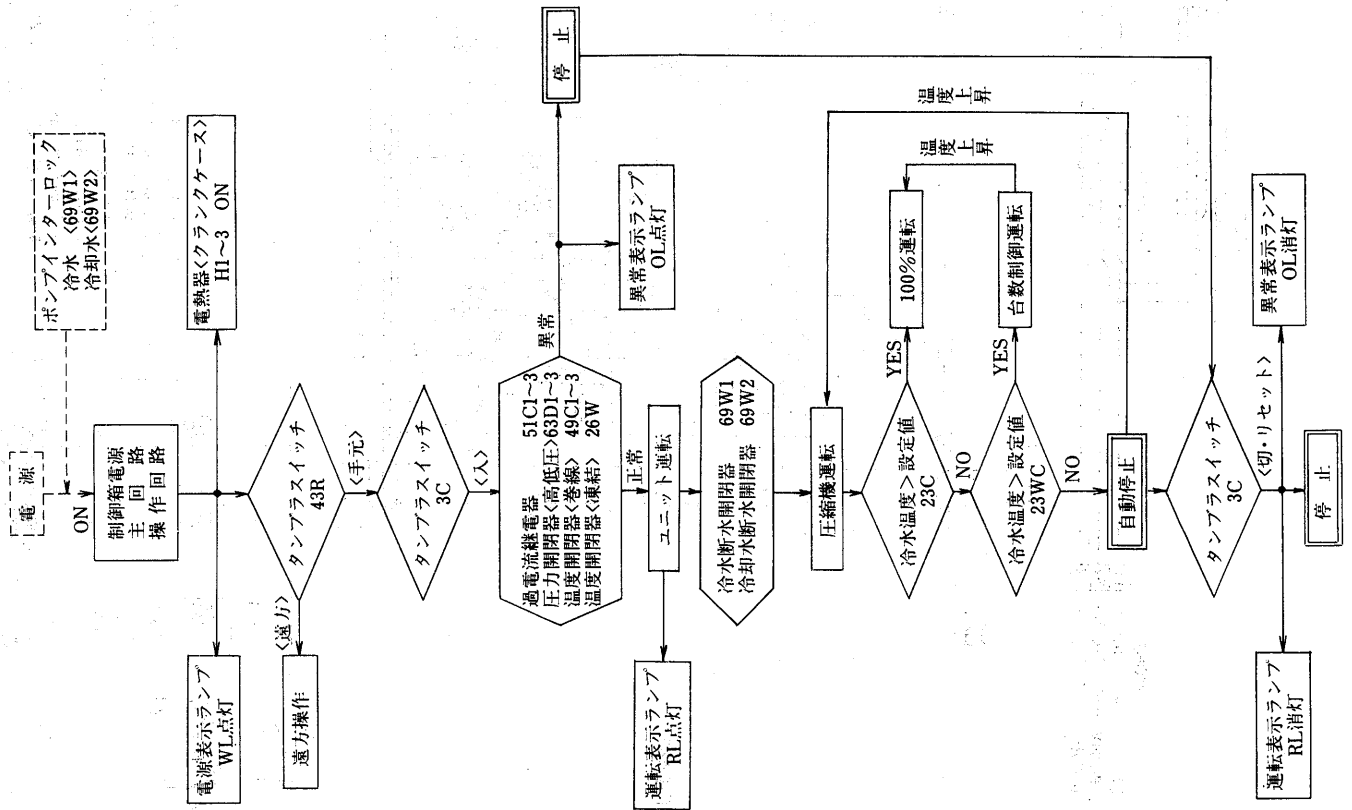 電源
ポンプインターロック
冷水 <69W1>
冷却水<69W2>
ON
制御箱電源
主回路
操作回路
電源表示ランプ
WL点灯
電熱器<クランクケース>
H1~3 ON
タンブラスイッチ
43R
<遠方>
遠方操作
<手元>
タンブラスイッチ
3C
<入>
過電流継電器 51C1~3
圧力開閉器<高低圧>63D1~3
温度開閉器<巻線> 49C1~3
温度開閉器<凍結> 26W
異常
停止
異常表示ランプ
OL点灯
正常
ユニット運転
運転表示ランプ
RL点灯
冷水断水開閉器 69W1
冷却水断水開閉器 69W2
圧縮機運転
冷水温度>設定値
23C
YES
100%運転
NO
冷水温度>設定値
23WC
YES
台数制御運転
温度上昇
温度上昇
NO
自動停止
タンブラスイッチ
3C
<切・リセット>
運転表示ランプ
RL消灯
異常表示ランプ
OL消灯
停止